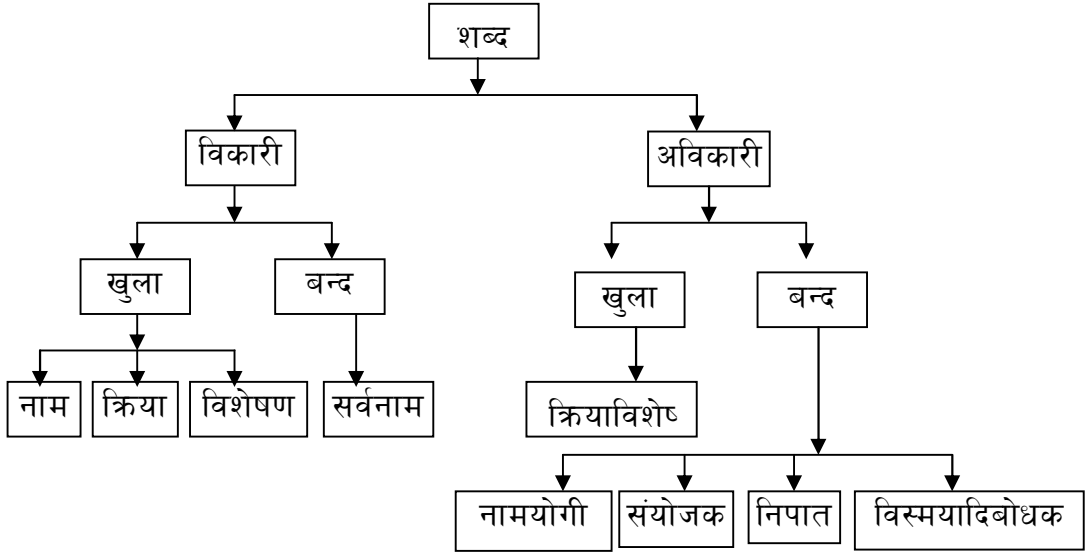 शब्द
विकारी
अविकारी
खुला
बन्द
खुला
बन्द
नाम
क्रिया
विशेषण
सर्वनाम
क्रियाविशेष्
नामयोगी
संयोजक
निपात
विस्मयादिबोधक